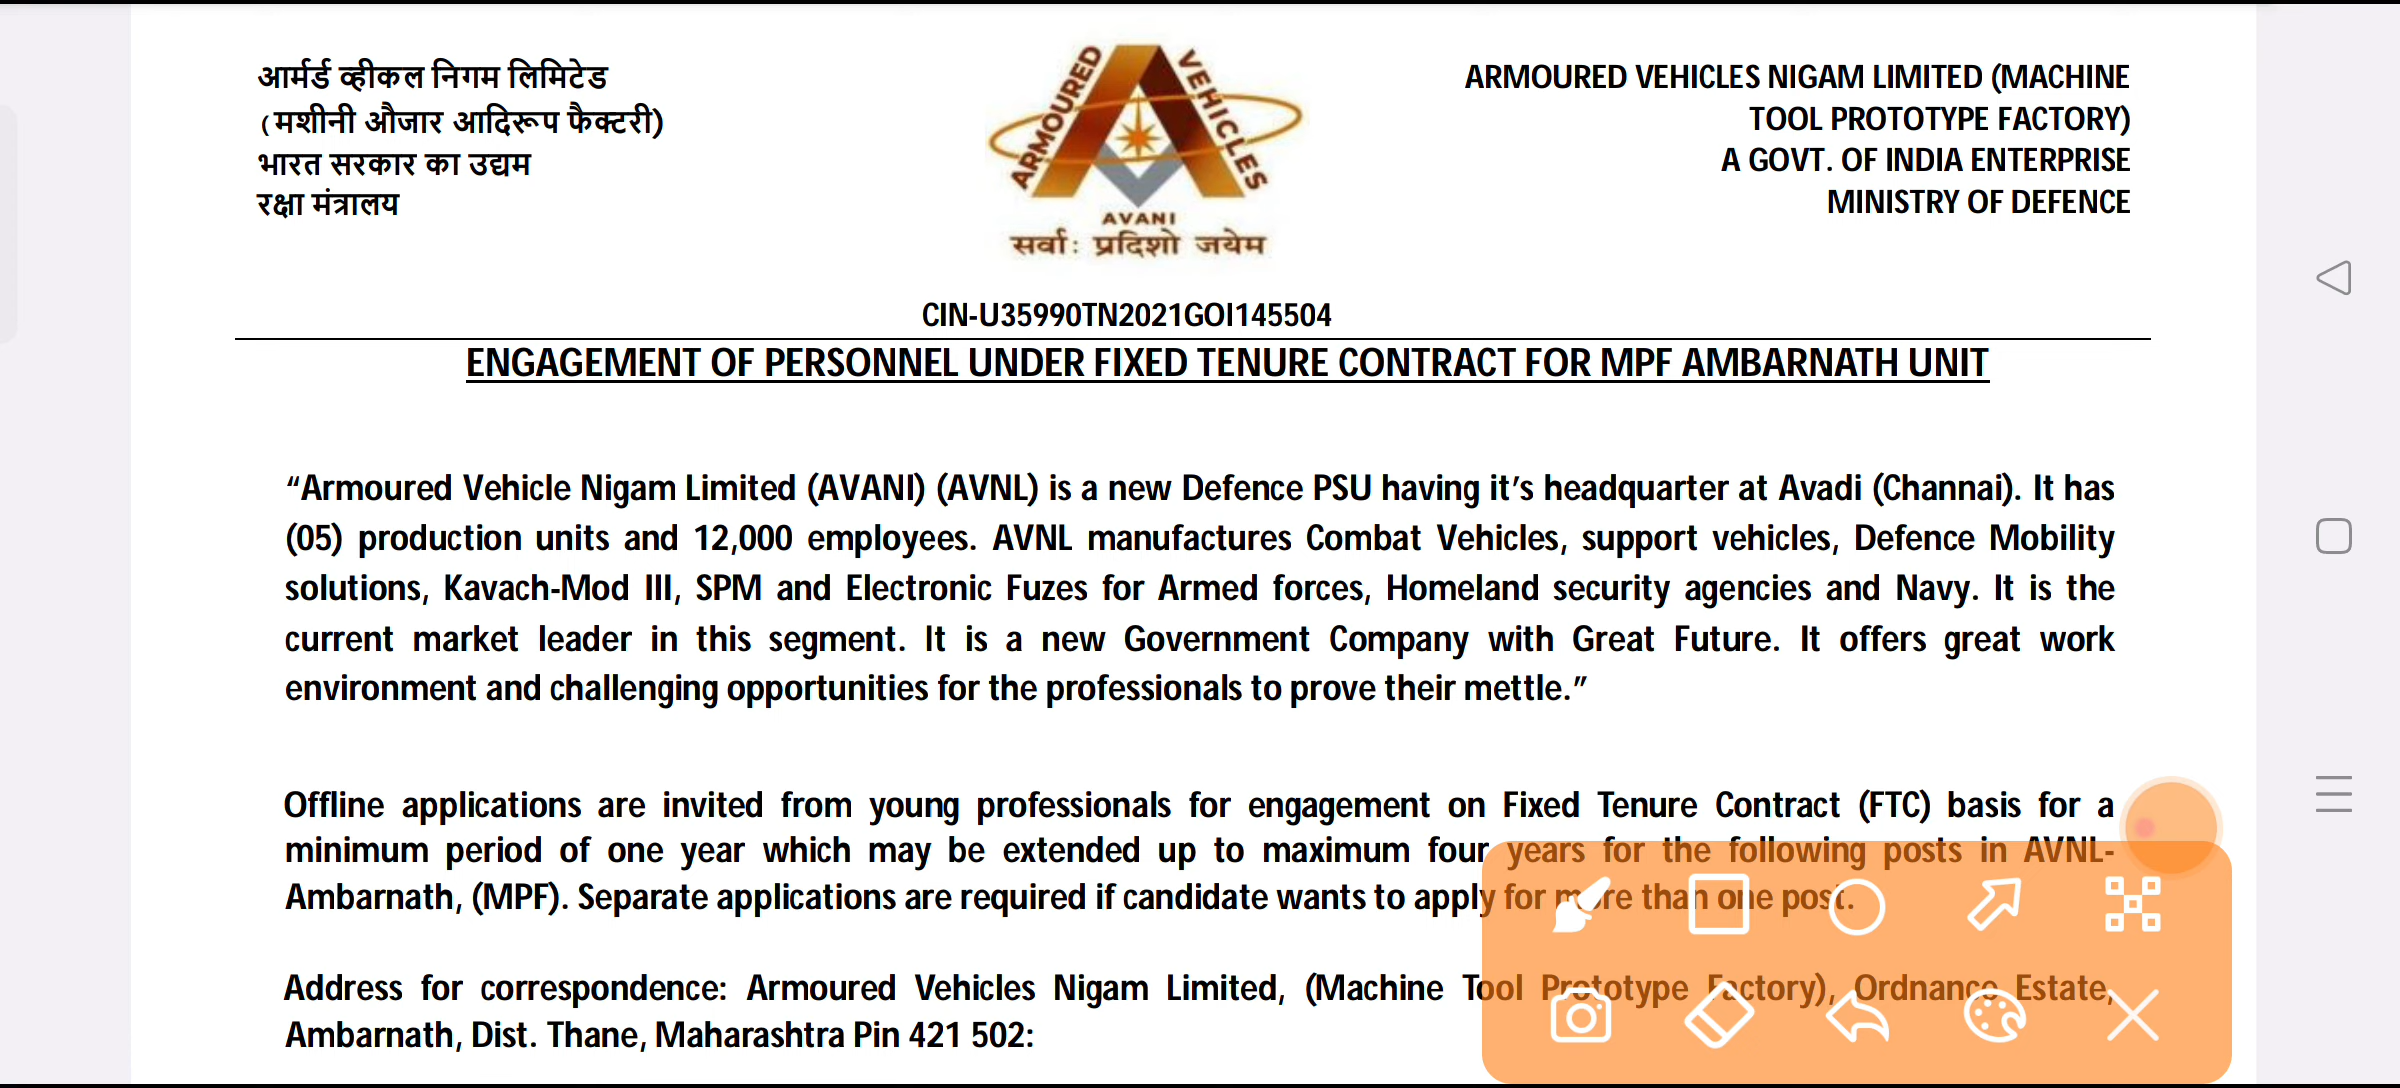 आर्मर्ड व्हीकल निगम लिमिटेड
(मशीनी औजार आदिरूप फैक्टरी)
भारत सरकार का उद्यम
रक्षा मंत्रालय
ARMOURED VEHICLES
AVANI
सर्वाः प्रदिशो जयेम
ARMOURED VEHICLES NIGAM LIMITED (MACHINE
TOOL PROTOTYPE FACTORY)
A GOVT. OF INDIA ENTERPRISE
MINISTRY OF DEFENCE
CIN-U35990TN2021GOI145504
ENGAGEMENT OF PERSONNEL UNDER FIXED TENURE CONTRACT FOR MPF AMBARNATH UNIT
“Armoured Vehicle Nigam Limited (AVANI) (AVNL) is a new Defence PSU having it’s headquarter at Avadi (Channai). It has
(05) production units and 12,000 employees. AVNL manufactures Combat Vehicles, support vehicles, Defence Mobility
solutions, Kavach-Mod III, SPM and Electronic Fuzes for Armed forces, Homeland security agencies and Navy. It is the
current market leader in this segment. It is a new Government Company with Great Future. It offers great work
environment and challenging opportunities for the professionals to prove their mettle.”
Offline applications are invited from young professionals for engagement on Fixed Tenure Contract (FTC) basis for a
minimum period of one year which may be extended up to maximum four years for the following posts in AVNL-
Ambarnath, (MPF). Separate applications are required if candidate wants to apply for more than one post.
Address for correspondence: Armoured Vehicles Nigam Limited, (Machine Tool Prototype Factory), Ordnance Estate,
Ambarnath, Dist. Thane, Maharashtra Pin 421 502: